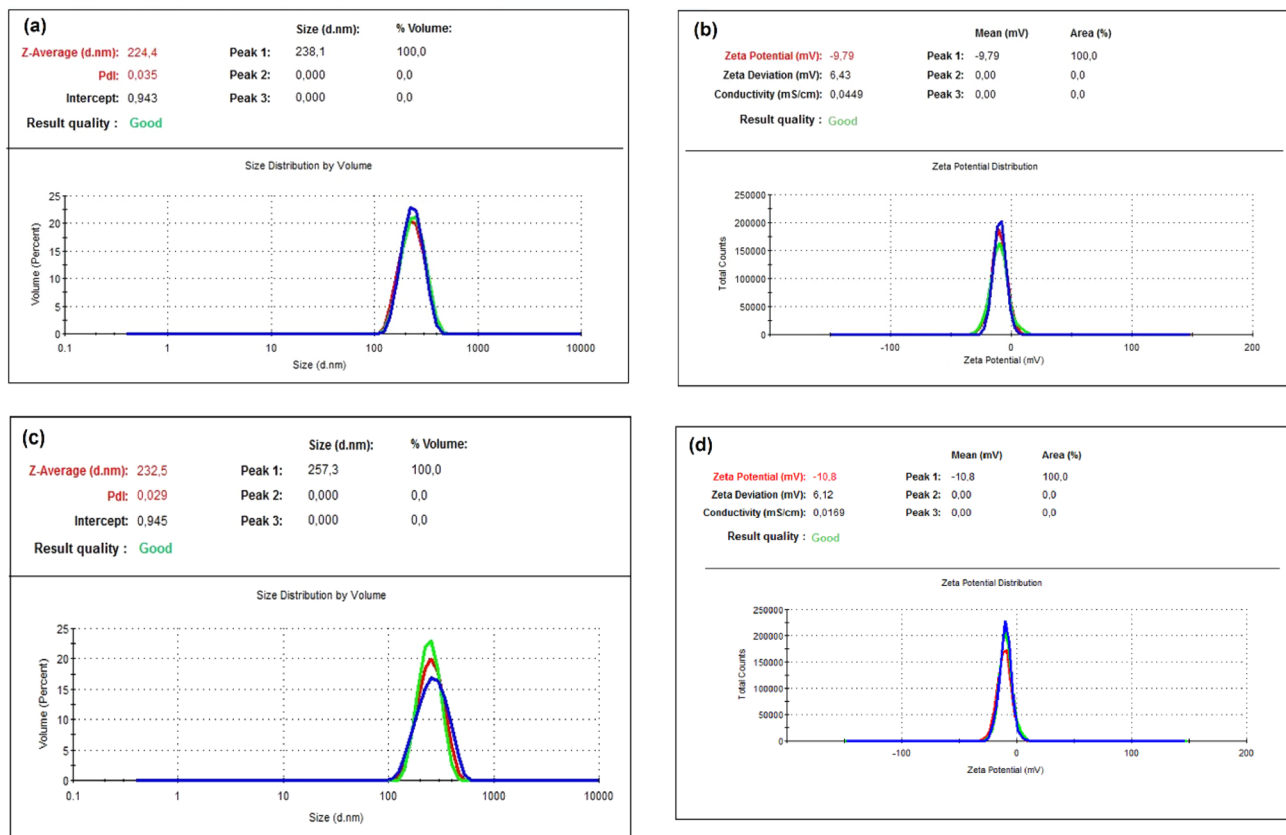 (a)
Size (d.nm): % Volume:
Z-Average (d.nm): 224,4 Peak 1: 238,1 100,0
PdI: 0,035 Peak 2: 0,000 0,0
Intercept: 0,943 Peak 3: 0,000 0,0
Result quality : Good
Size Distribution by Volume
Volume (Percent)
25
20
15
10
5
0
0.1 1 10 100 1000 10000
Size (d.nm)
(b)
Mean (mV) Area (%)
Zeta Potential (mV): -9,79 Peak 1: -9,79 100,0
Zeta Deviation (mV): 6,43 Peak 2: 0,00 0,0
Conductivity (mS/cm): 0,0449 Peak 3: 0,00 0,0
Result quality : Good
Zeta Potential Distribution
Total Counts
250000
200000
150000
100000
50000
0
-100 0 100 200
Zeta Potential (mV)
(c)
Size (d.nm): % Volume:
Z-Average (d.nm): 232,5 Peak 1: 257,3 100,0
PdI: 0,029 Peak 2: 0,000 0,0
Intercept: 0,945 Peak 3: 0,000 0,0
Result quality : Good
Size Distribution by Volume
Volume (Percent)
25
20
15
10
5
0
0.1 1 10 100 1000 10000
Size (d.nm)
(d)
Mean (mV) Area (%)
Zeta Potential (mV): -10,8 Peak 1: -10,8 100,0
Zeta Deviation (mV): 6,12 Peak 2: 0,00 0,0
Conductivity (mS/cm): 0,0169 Peak 3: 0,00 0,0
Result quality : Good
Zeta Potential Distribution
Total Counts
250000
200000
150000
100000
50000
0
-100 0 100 200
Zeta Potential (mV)